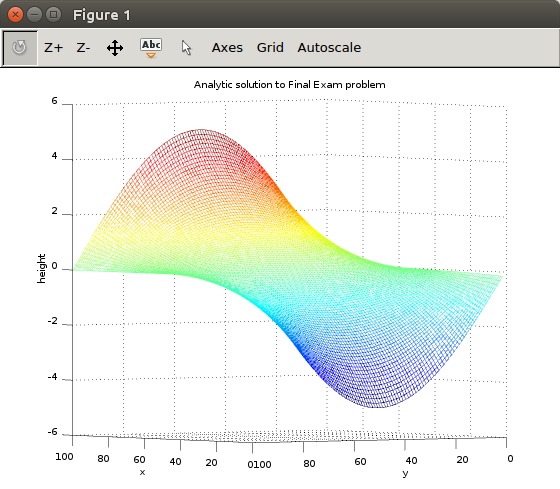 Figure 1
Z+ Z- Abc Axes Grid Autoscale
Analytic solution to Final Exam problem
6
4
2
0
-2
-4
-6
height
100 80 60 40 20 0100 80 60 40 20 0
x y